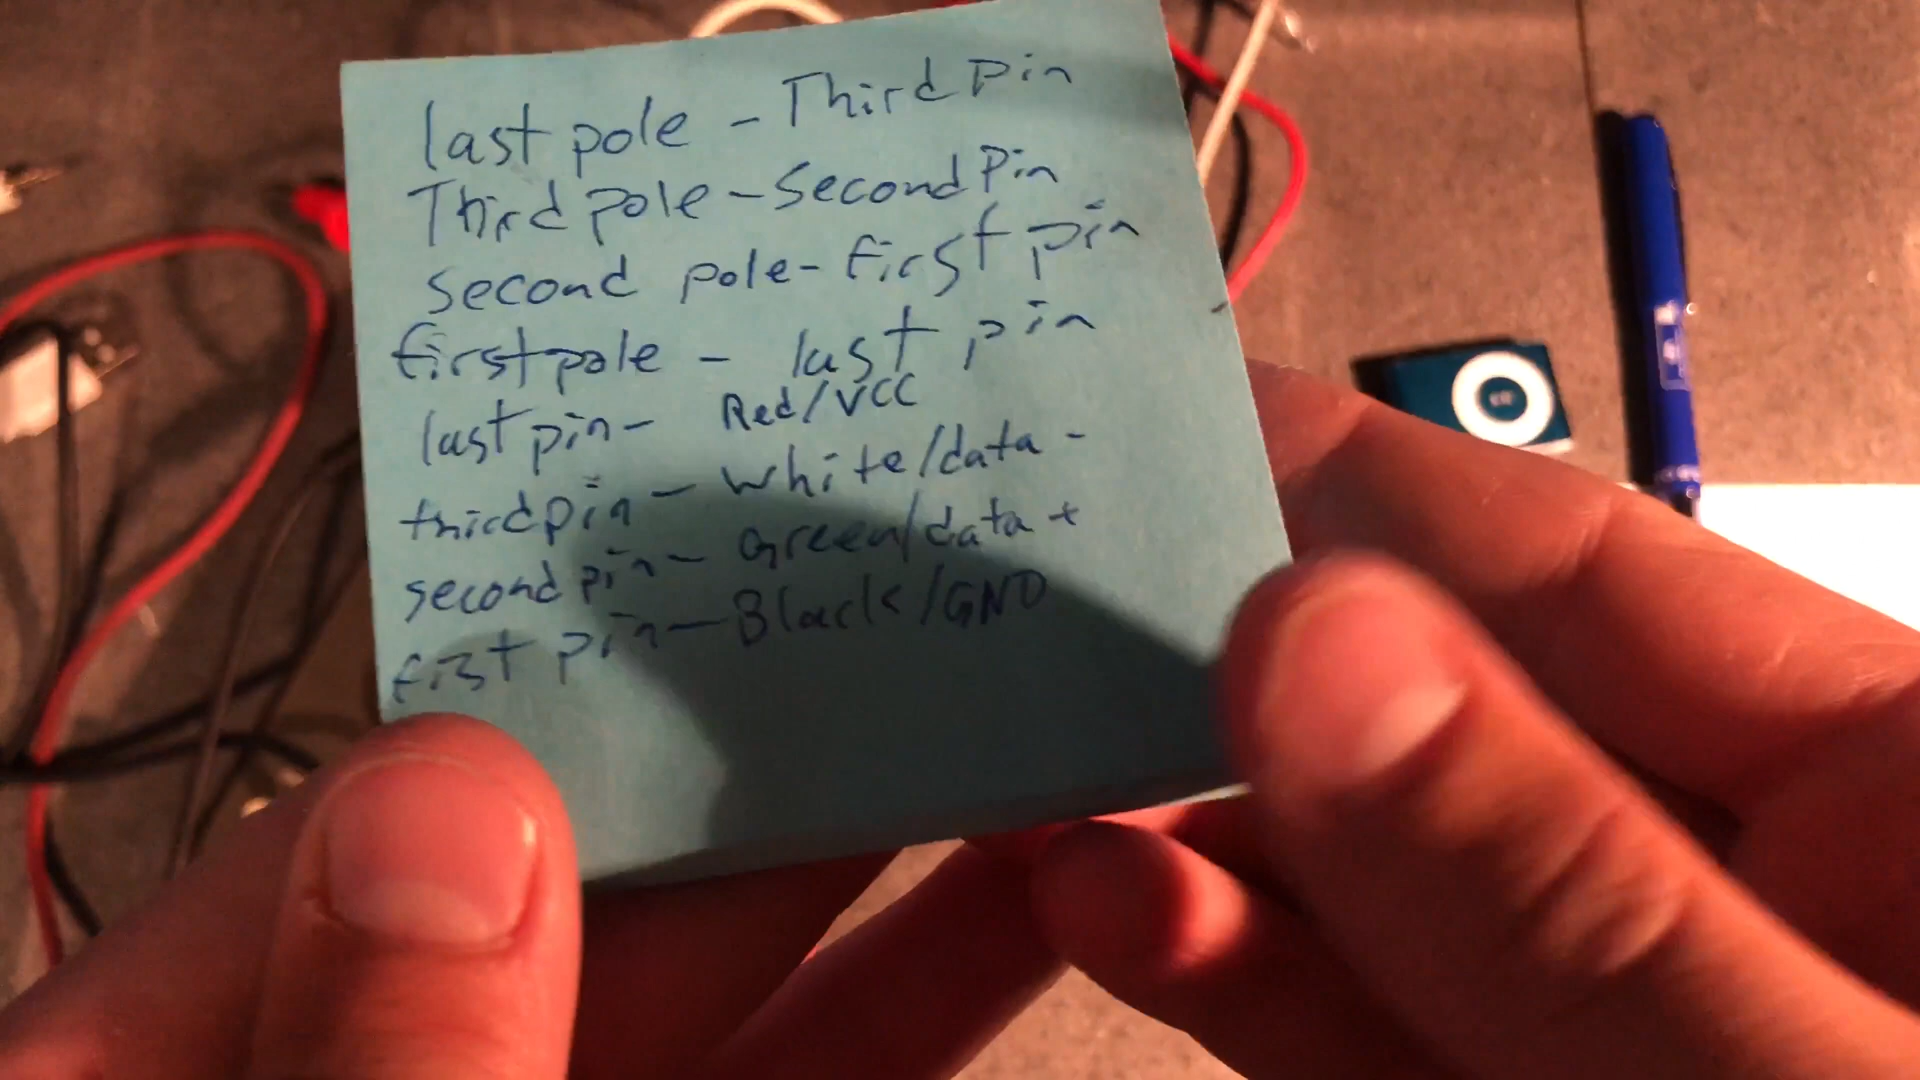 last pole - Third Pin
Third pole - Second Pin
second pole - first pin
first pole - last pin
last pin - Red/VCC
third pin - white/data -
second pin - Green/data +
first pin - Black/GND